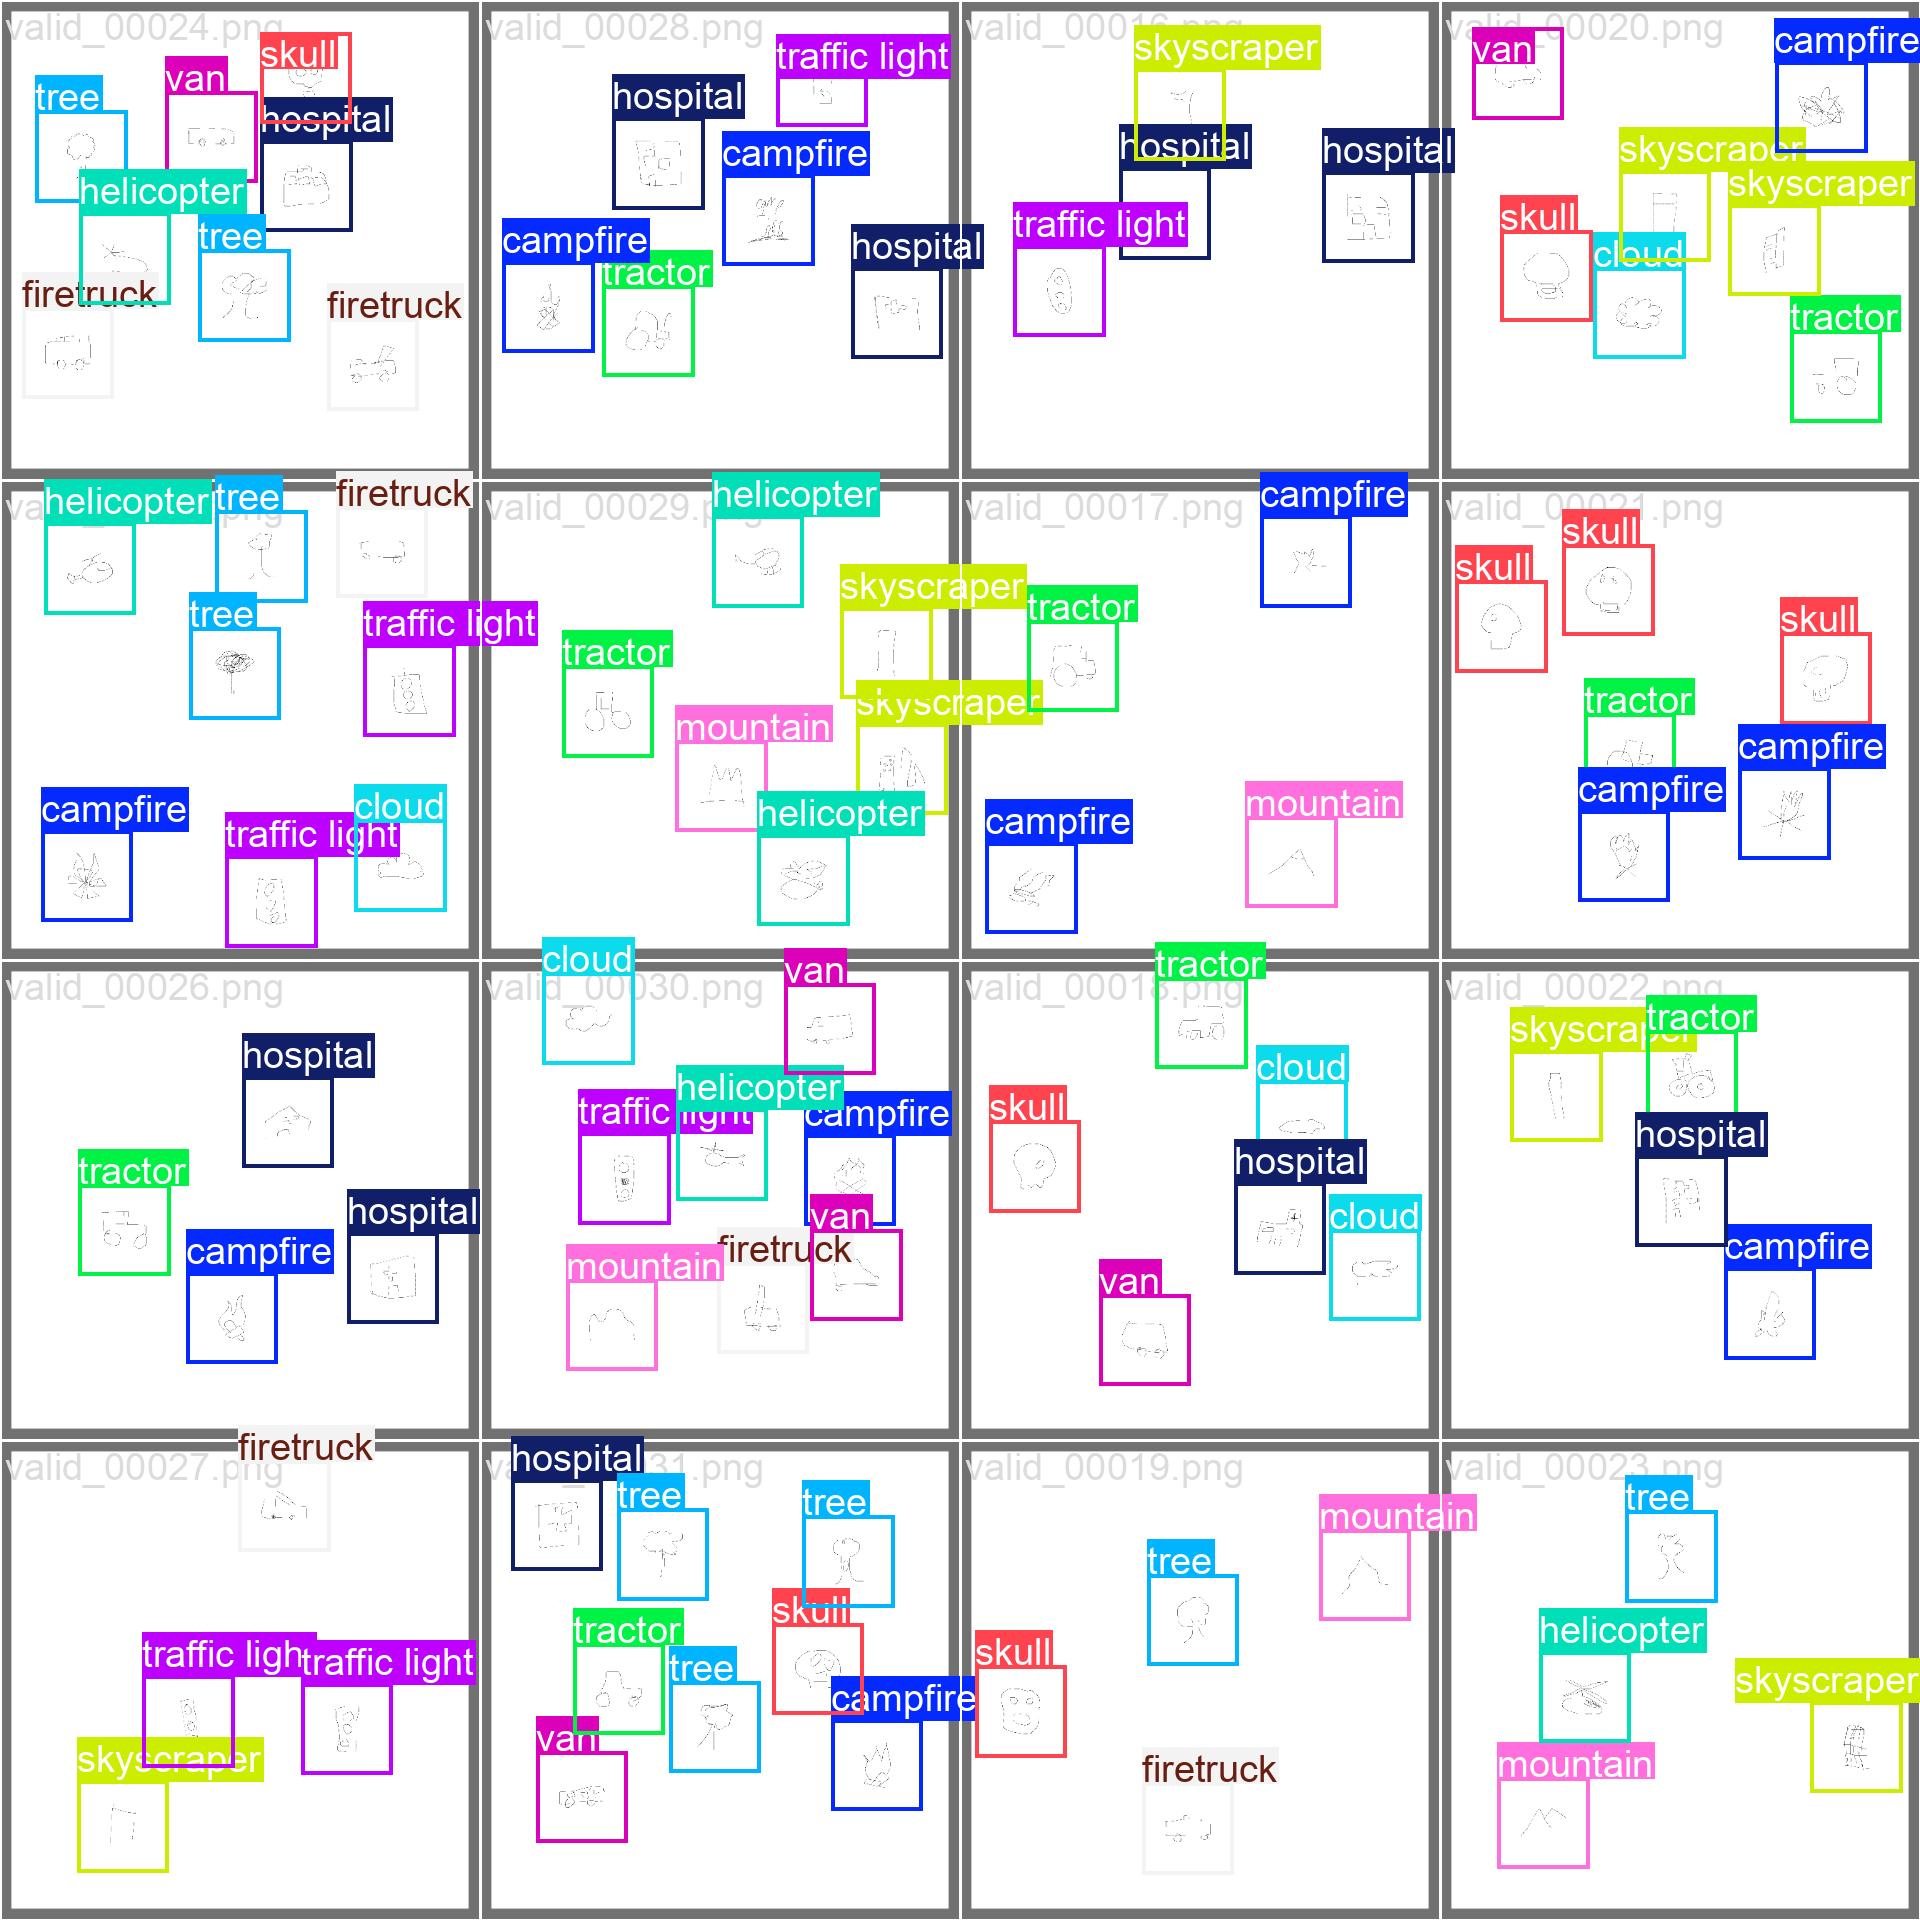 valid_00024.png
skull
van
tree
hospital
helicopter
tree
firetruck
firetruck
valid_00028.png
traffic light
hospital
campfire
campfire
hospital
tractor
valid_00016.png
skyscraper
hospital
hospital
traffic light
valid_00020.png
van
campfire
skyscraper
skyscraper
skull
cloud
tractor
helicopter
tree
firetruck
tree
traffic light
campfire
cloud
traffic light
valid_00029.png
helicopter
skyscraper
tractor
skyscraper
mountain
helicopter
valid_00017.png
campfire
tractor
mountain
campfire
valid_00021.png
skull
skull
skull
tractor
campfire
campfire
valid_00026.png
hospital
tractor
hospital
campfire
valid_00030.png
cloud
van
helicopter
traffic light
campfire
van
firetruck
mountain
valid_00018.png
tractor
cloud
skull
hospital
cloud
van
valid_00022.png
skyscraper
tractor
hospital
campfire
valid_00027.png
firetruck
traffic light
traffic light
skyscraper
31.png
hospital
tree
tree
skull
tractor
tree
campfire
van
valid_00019.png
mountain
tree
skull
firetruck
valid_00023.png
tree
helicopter
skyscraper
mountain